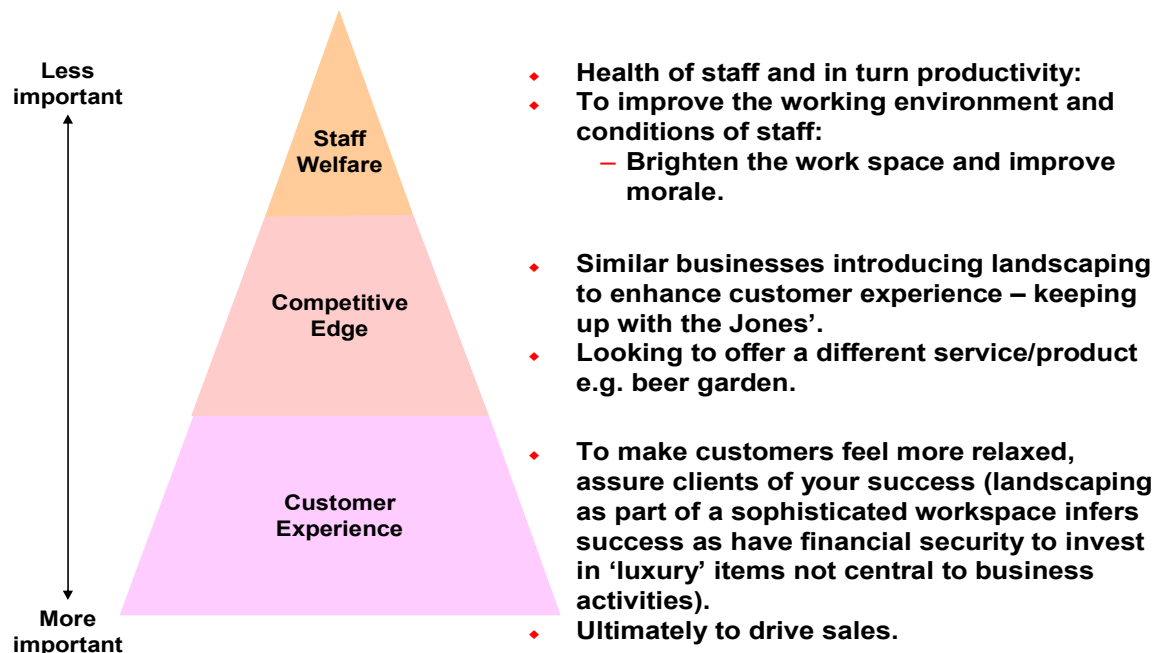 Less
important
Staff
Welfare
Competitive
Edge
Customer
Experience
More
important
Health of staff and in turn productivity:
To improve the working environment and
conditions of staff:
– Brighten the work space and improve
morale.
Similar businesses introducing landscaping
to enhance customer experience – keeping
up with the Jones’.
Looking to offer a different service/product
e.g. beer garden.
To make customers feel more relaxed,
assure clients of your success (landscaping
as part of a sophisticated workspace infers
success as have financial security to invest
in ‘luxury’ items not central to business
activities).
Ultimately to drive sales.